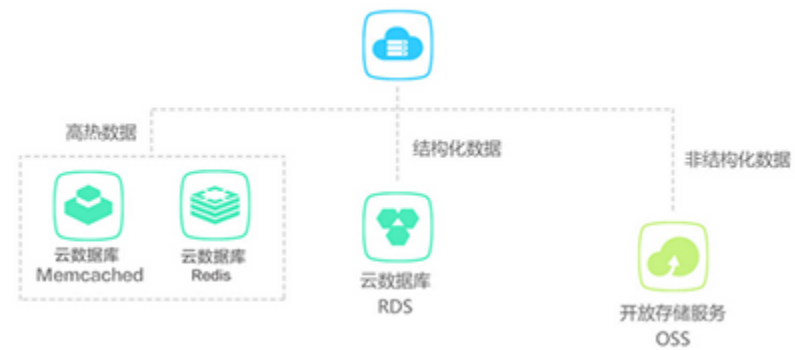 高热数据
结构化数据
非结构化数据
云数据库
Memcached
云数据库
Redis
云数据库
RDS
开放存储服务
OSS